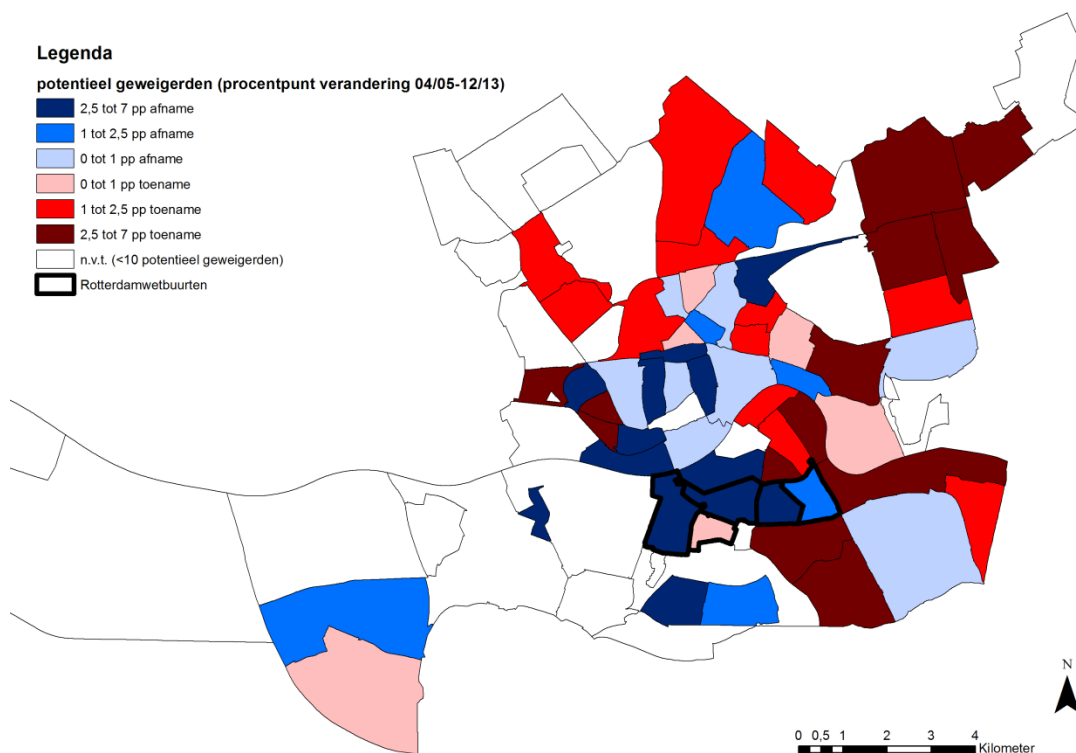 Legenda
potentieel geweigerden (procentpunt verandering 04/05-12/13)
2,5 tot 7 pp afname
1 tot 2,5 pp afname
0 tot 1 pp afname
0 tot 1 pp toename
1 tot 2,5 pp toename
2,5 tot 7 pp toename
n.v.t. (<10 potentieel geweigerden)
Rotterdamwetbuurten
N
0 0,5 1 2 3 4
Kilometer